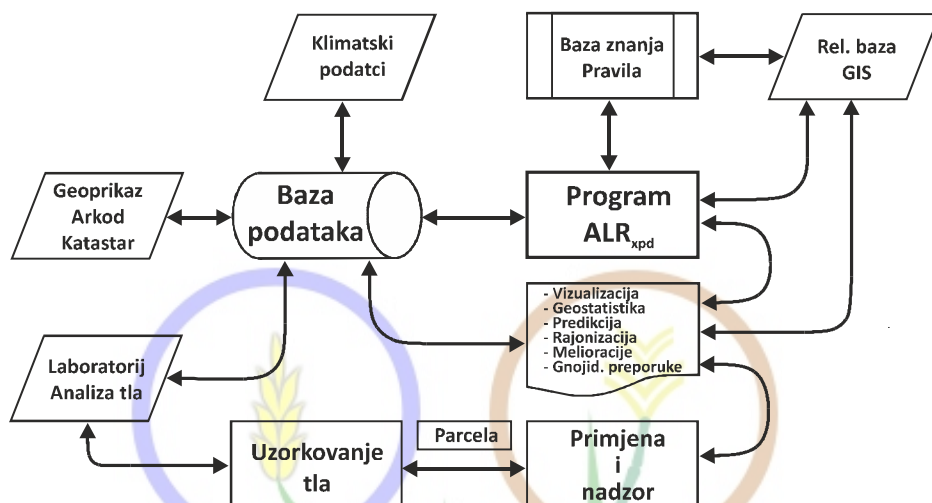 Klimatski
podatci
Baza znanja
Pravila
Rel. baza
GIS
Geoprikaz
Arkod
Katastar
Baza
podataka
Program
ALRxpd
- Vizualizacija
- Geostatistika
- Predikcija
- Rajonizacija
- Melioracije
- Gnojid. preporuke
Laboratorij
Analiza tla
Uzorkovanje
tla
Parcela
Primjena
i
nadzor